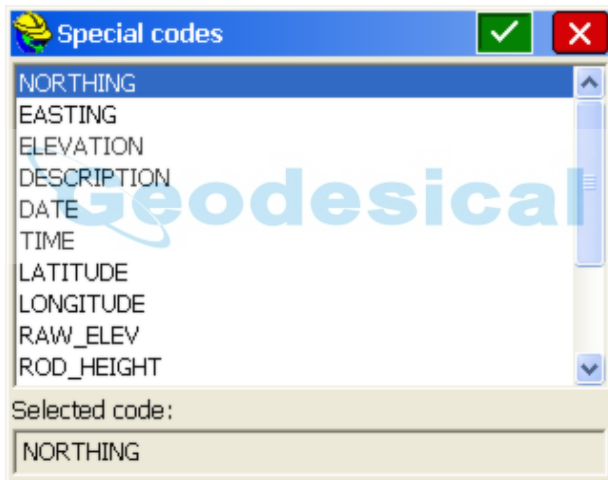 Special codes
NORTHING
EASTING
ELEVATION
DESCRIPTION
DATE
TIME
LATITUDE
LONGITUDE
RAW_ELEV
ROD_HEIGHT
Geodesical
Selected code:
NORTHING